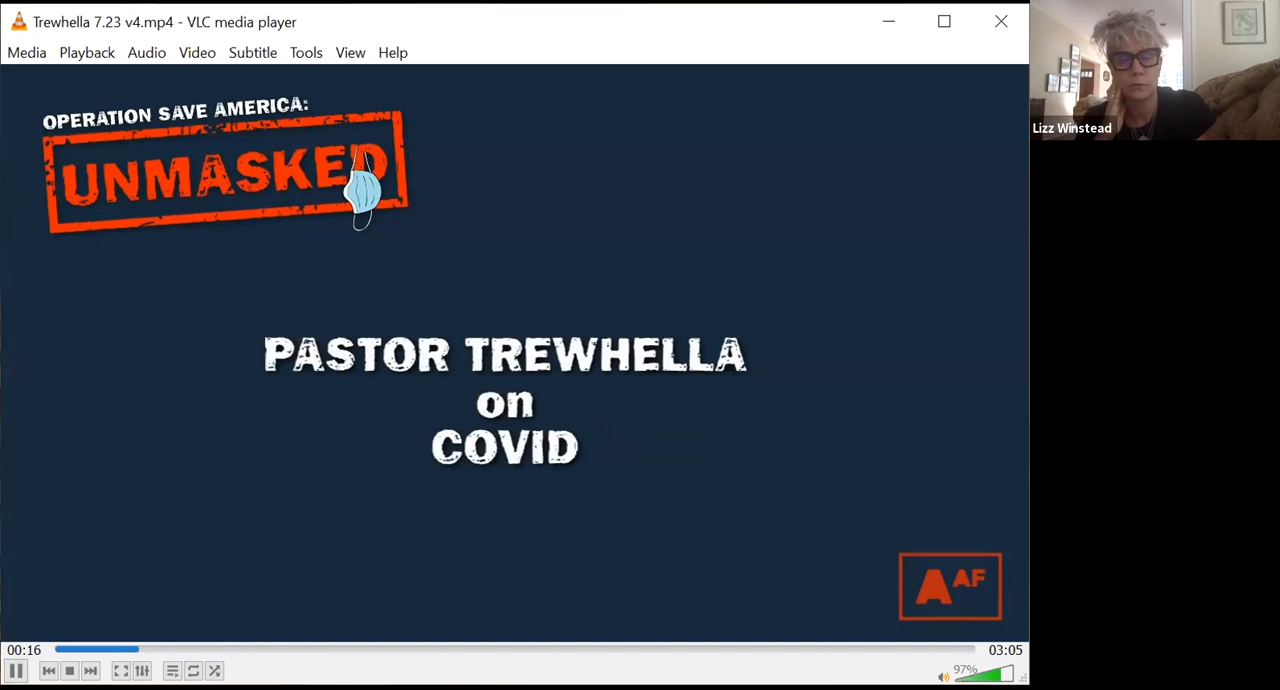 Trewhella 7.23 v4.mp4 - VLC media player
Media Playback Audio Video Subtitle Tools View Help
OPERATION SAVE AMERICA:
UNMASKED
PASTOR TREWHELLA
on
COVID
AAF
00:16
03:05
97%
Lizz Winstead